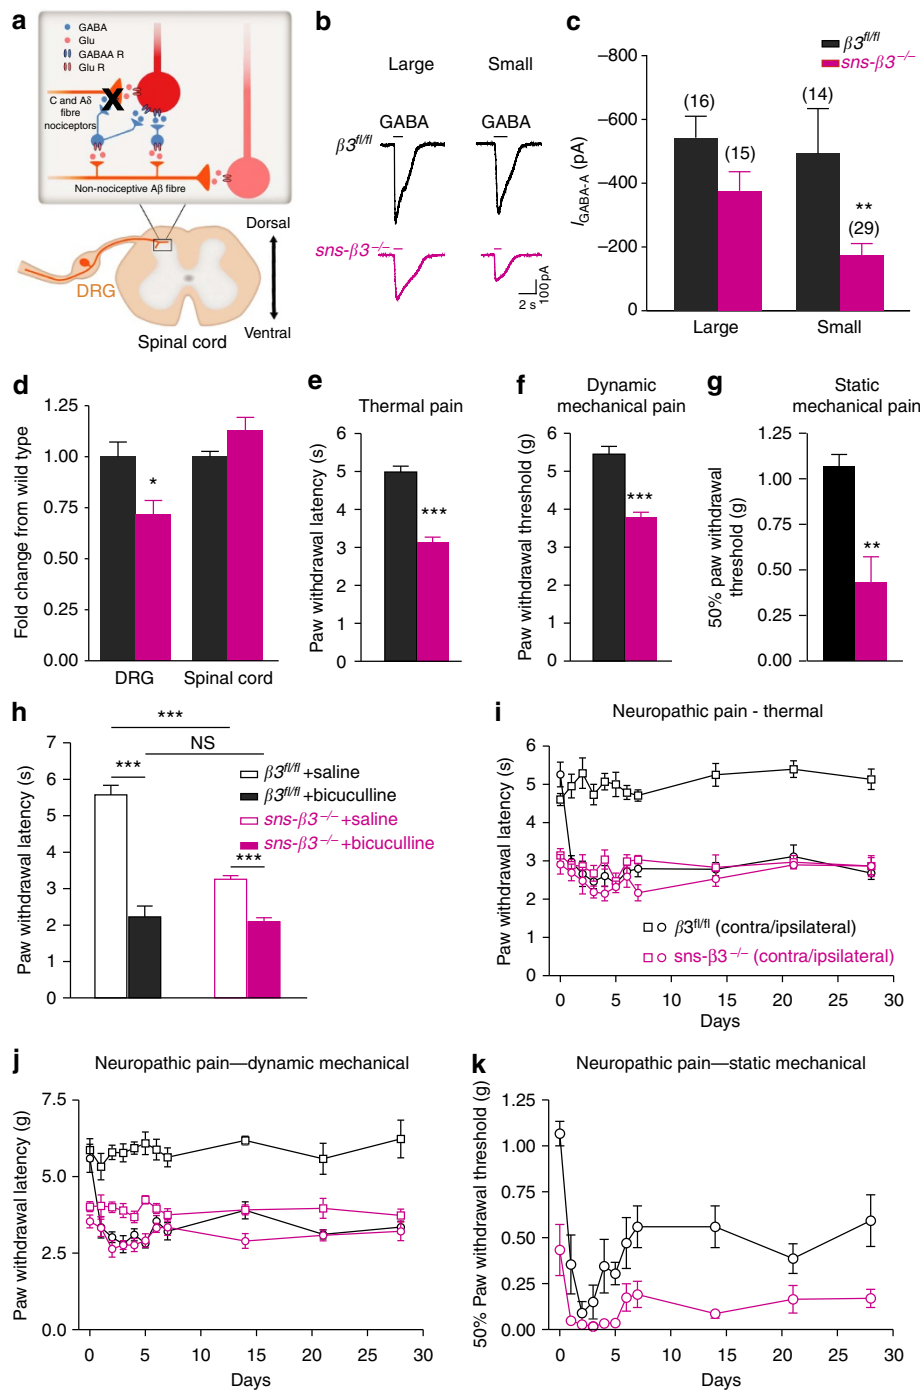 a
GABA
Glu
GABAA R
Glu R
C and Aδ
fibre
nociceptors
X
Non-nociceptive Aβ fibre
DRG
Dorsal
Ventral
Spinal cord
b
Large Small
GABA GABA
β3fl/fl
sns-β3−/−
2 s
100 pA
c
β3fl/fl
sns-β3−/−
−800
−600
−400
−200
0
IGABA-A (pA)
(16)
(15)
(14)
**
(29)
Large Small
d
Fold change from wild type
1.25
1.00
0.75
0.50
0.25
0.00
*
DRG Spinal cord
e
Thermal pain
Paw withdrawal latency (s)
6
5
4
3
2
1
0
***
f
Dynamic
mechanical pain
Paw withdrawal threshold (g)
6
5
4
3
2
1
0
***
g
Static
mechanical pain
50% paw withdrawal
threshold (g)
1.25
1.00
0.75
0.50
0.25
0.00
**
h
Paw withdrawal latency (s)
7
6
5
4
3
2
1
0
***
NS
***
***
β3fl/fl+saline
β3fl/fl+bicuculline
sns-β3−/−+saline
sns-β3−/−+bicuculline
i
Neuropathic pain - thermal
Paw withdrawal latency (s)
6
5
4
3
2
1
0
β3fl/fl (contra/ipsilateral)
sns-β3−/− (contra/ipsilateral)
0 5 10 15 20 25 30
Days
j
Neuropathic pain—dynamic mechanical
Paw withdrawal latency (g)
7.5
5.0
2.5
0.0
0 5 10 15 20 25 30
Days
k
Neuropathic pain—static mechanical
50% Paw withdrawal threshold (g)
1.25
1.00
0.75
0.50
0.25
0.00
0 5 10 15 20 25 30
Days